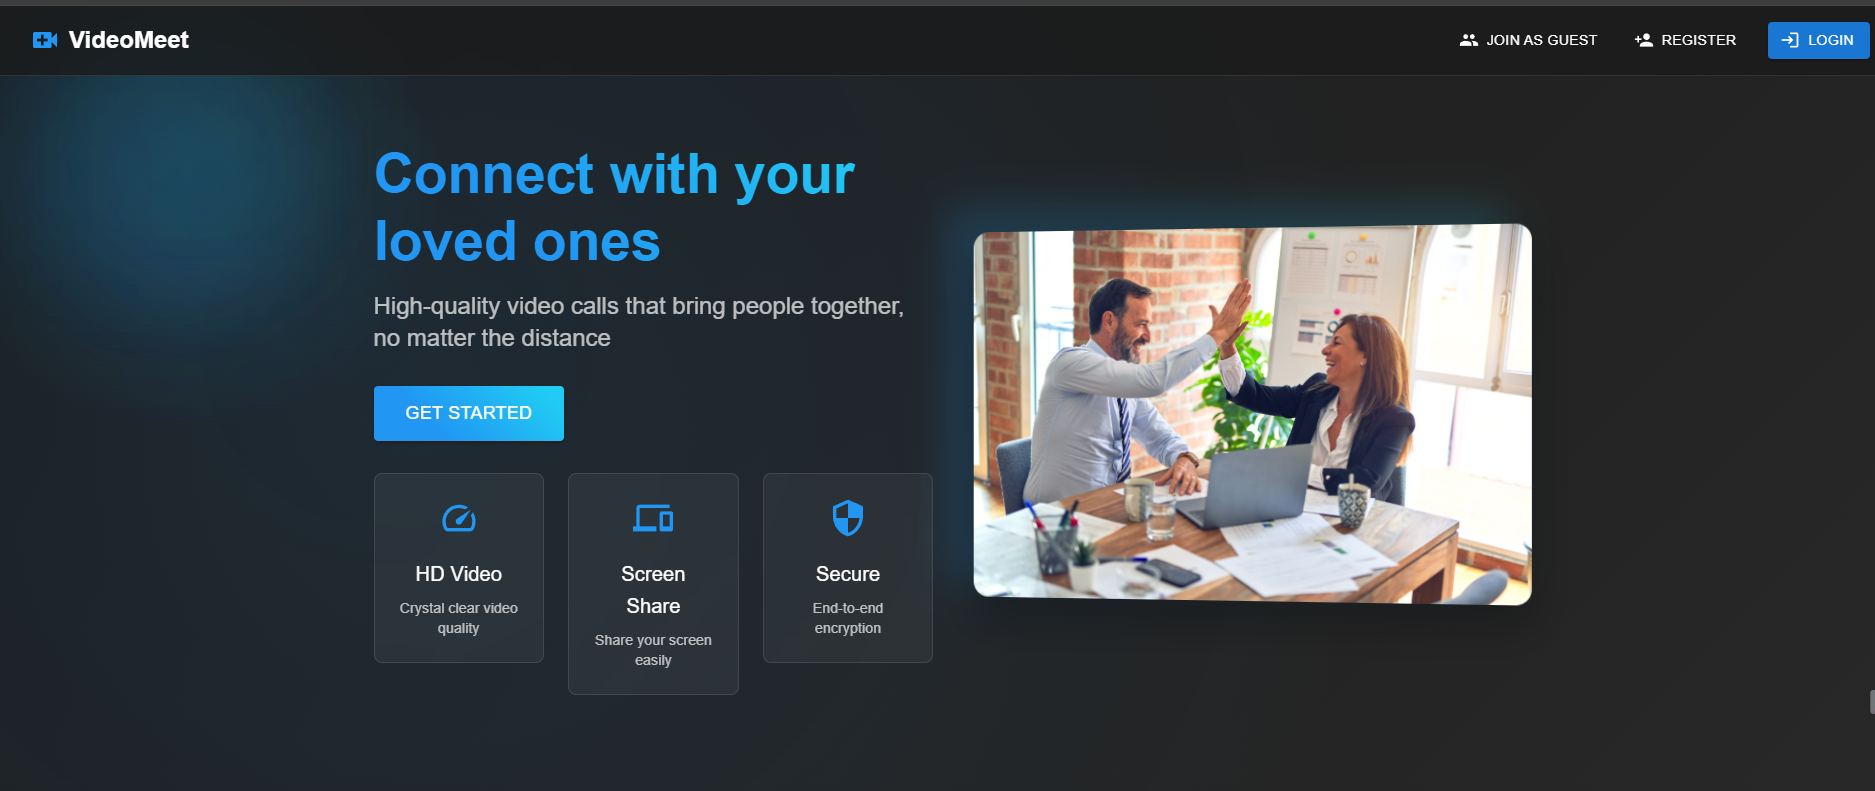 VideoMeet
JOIN AS GUEST
REGISTER
LOGIN
Connect with your
loved ones
High-quality video calls that bring people together,
no matter the distance
GET STARTED
HD Video
Crystal clear video
quality
Screen
Share
Share your screen
easily
Secure
End-to-end
encryption